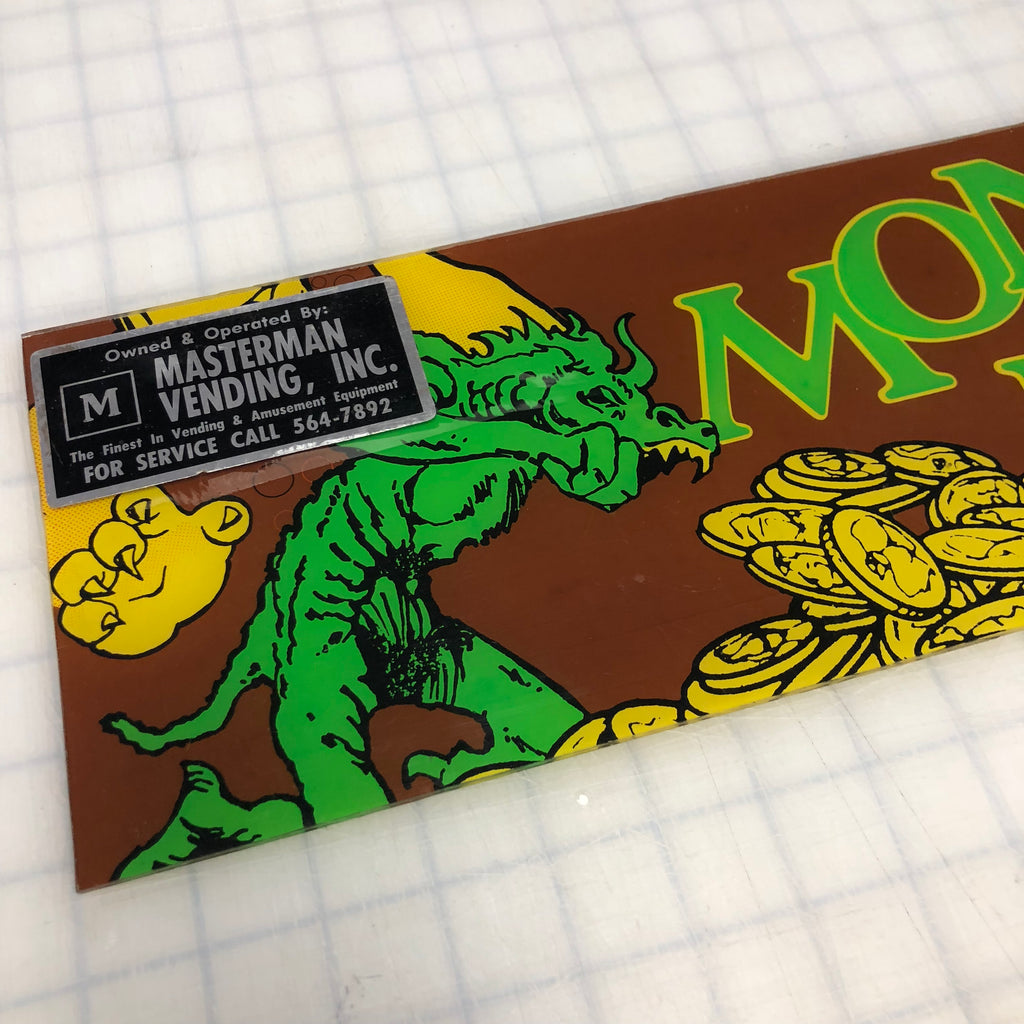 Owned & Operated By:
M
MASTERMAN
VENDING, INC.
The Finest In Vending & Amusement Equipment
FOR SERVICE CALL 564-7892